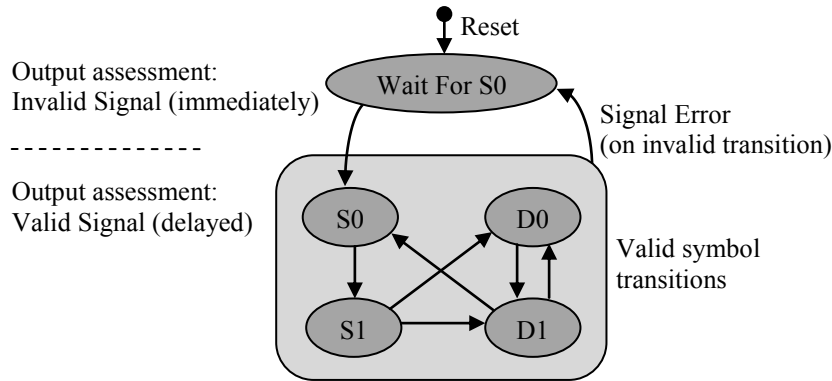 Reset
Output assessment:
Invalid Signal (immediately)
Wait For S0
Signal Error
(on invalid transition)
Output assessment:
Valid Signal (delayed)
S0
D0
Valid symbol
transitions
S1
D1